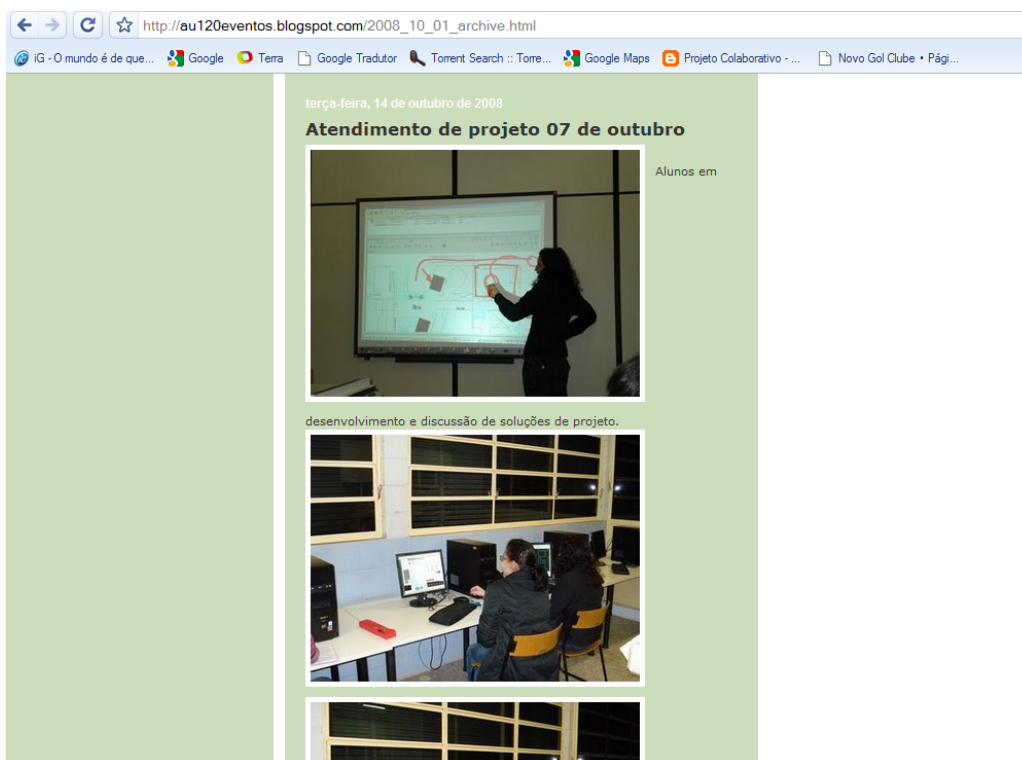 http://au120eventos.blogspot.com/2008_10_01_archive.html
iG - O mundo é de que... Google Terra Google Tradutor Torrent Search :: Torre... Google Maps Projeto Colaborativo - ... Novo Gol Clube • Pági...
terça-feira, 14 de outubro de 2008
Atendimento de projeto 07 de outubro
Alunos em
desenvolvimento e discussão de soluções de projeto.